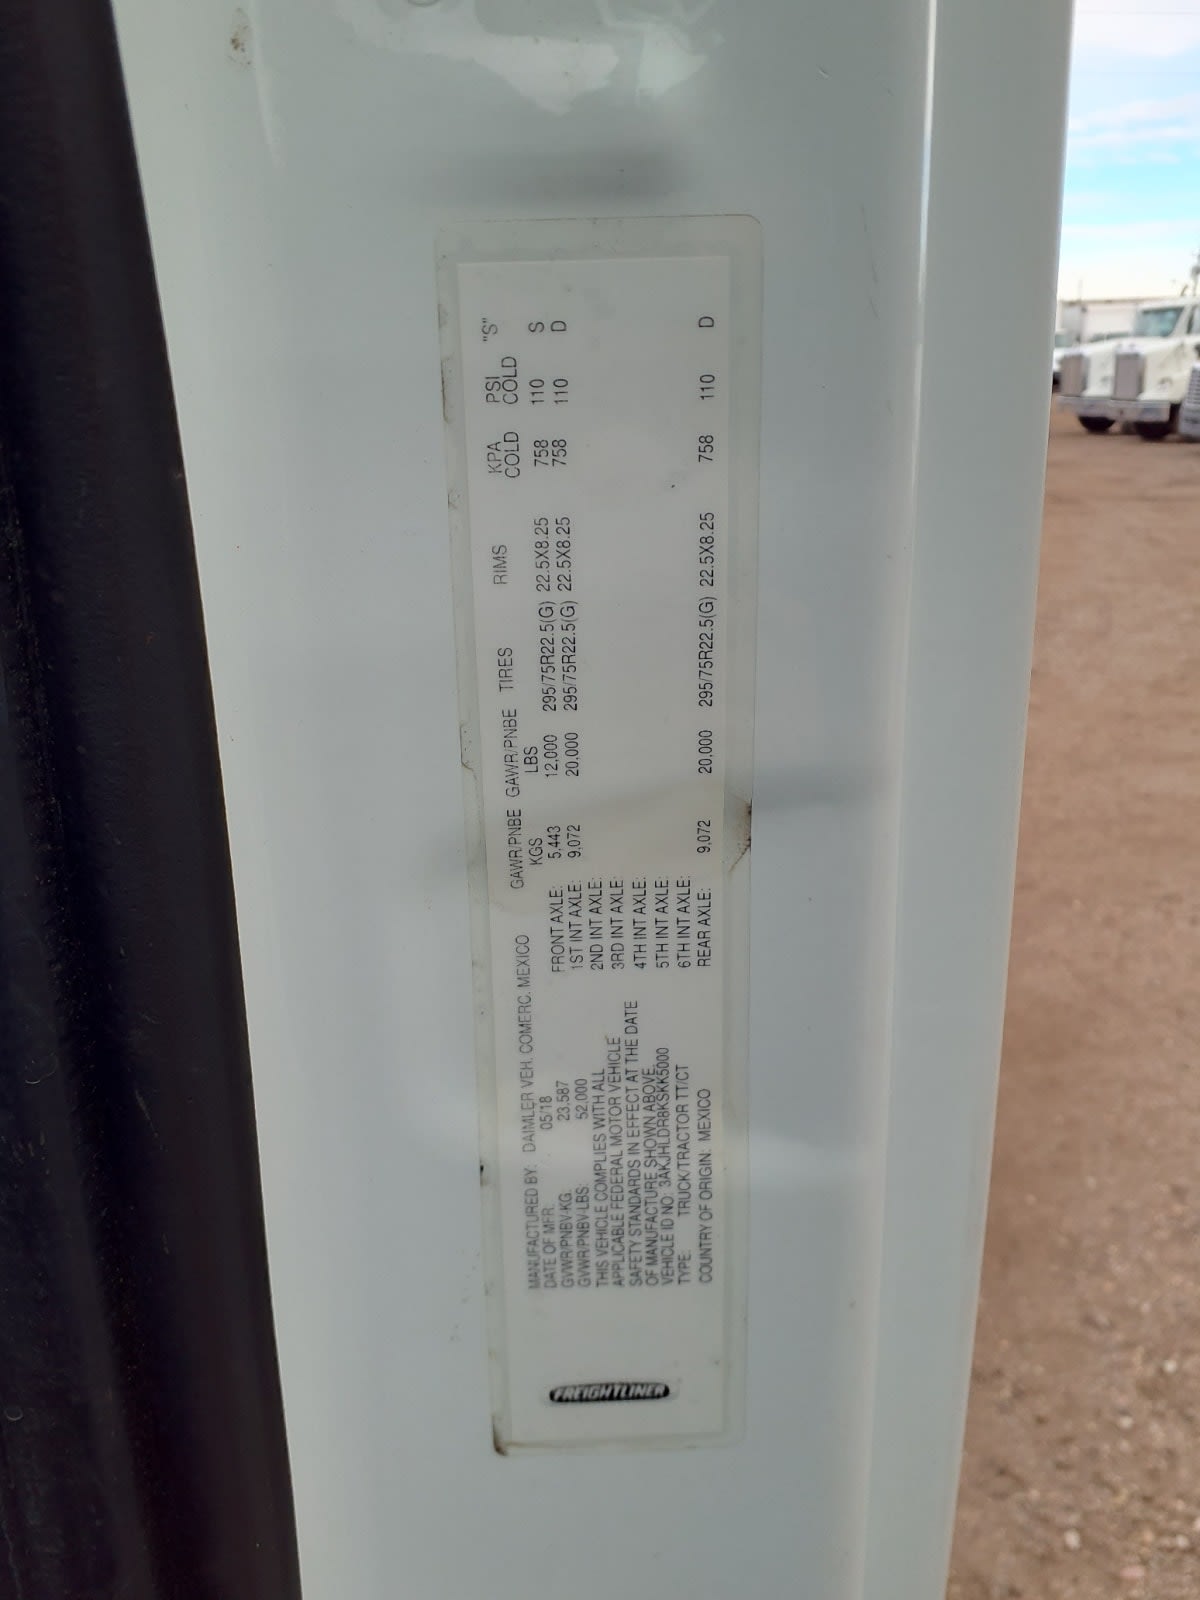 FREIGHTLINER
MANUFACTURED BY: DAIMLER VEH. COMERC. MEXICO
DATE OF MFR: 05/18
GVWR/PNBV-KG: 23,587
GVWR/PNBV-LBS: 52,000
THIS VEHICLE COMPLIES WITH ALL
APPLICABLE FEDERAL MOTOR VEHICLE
SAFETY STANDARDS IN EFFECT AT THE DATE
OF MANUFACTURE SHOWN ABOVE.
VEHICLE ID NO: 3AKJHLDR8KSKK5000
TYPE: TRUCK/TRACTOR TT/CT
COUNTRY OF ORIGIN: MEXICO
GAWR/PNBE GAWR/PNBE TIRES RIMS KPA PSI "S"
KGS LBS COLD COLD
FRONT AXLE: 5,443 12,000 295/75R22.5(G) 22.5X8.25 758 110 S
1ST INT AXLE: 9,072 20,000 295/75R22.5(G) 22.5X8.25 758 110 D
2ND INT AXLE:
3RD INT AXLE:
4TH INT AXLE:
5TH INT AXLE:
6TH INT AXLE:
REAR AXLE: 9,072 20,000 295/75R22.5(G) 22.5X8.25 758 110 D